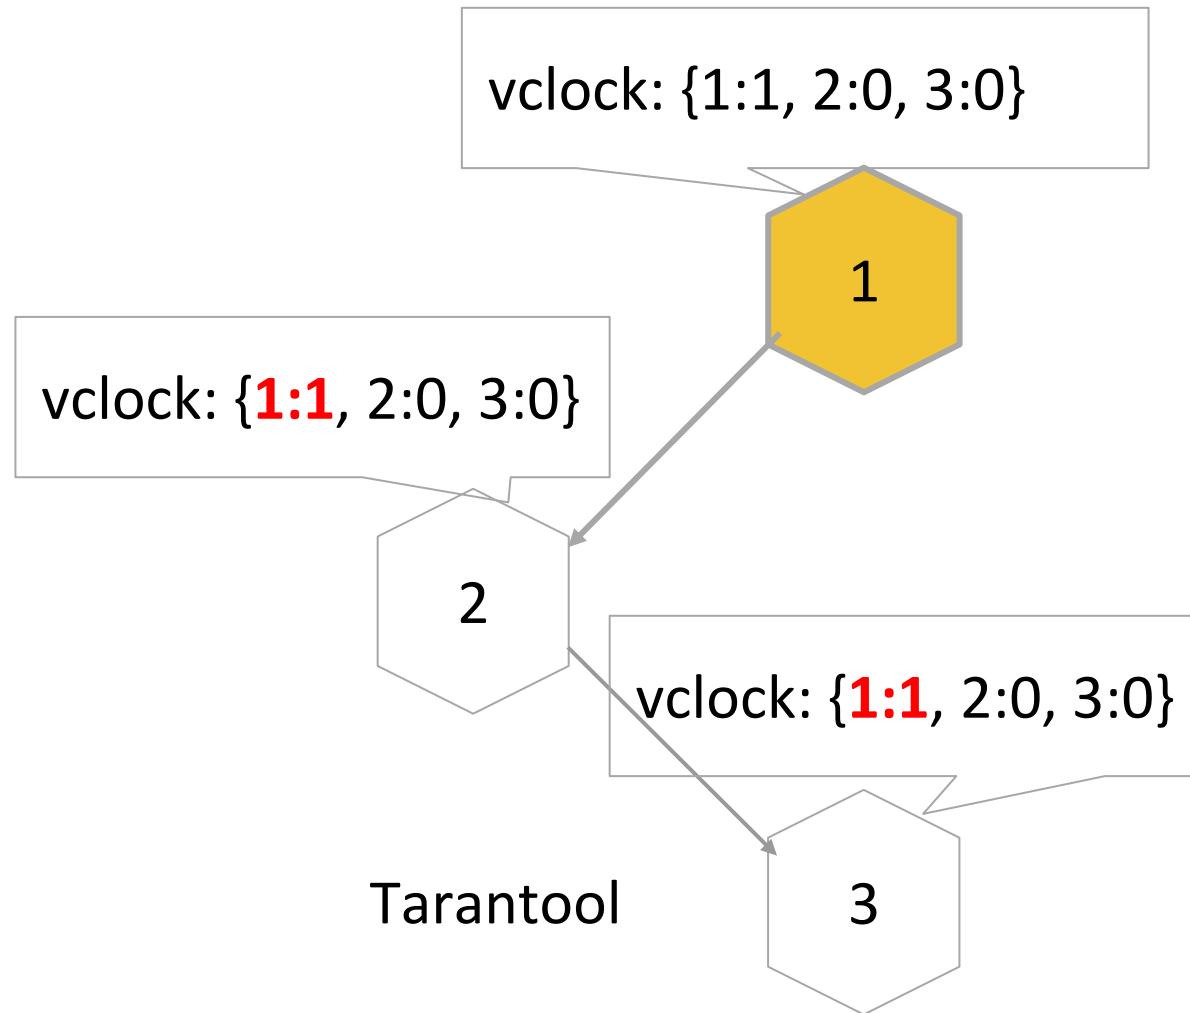 vclock: {1:1, 2:0, 3:0}
1
vclock: {1:1, 2:0, 3:0}
2
vclock: {1:1, 2:0, 3:0}
Tarantool
3